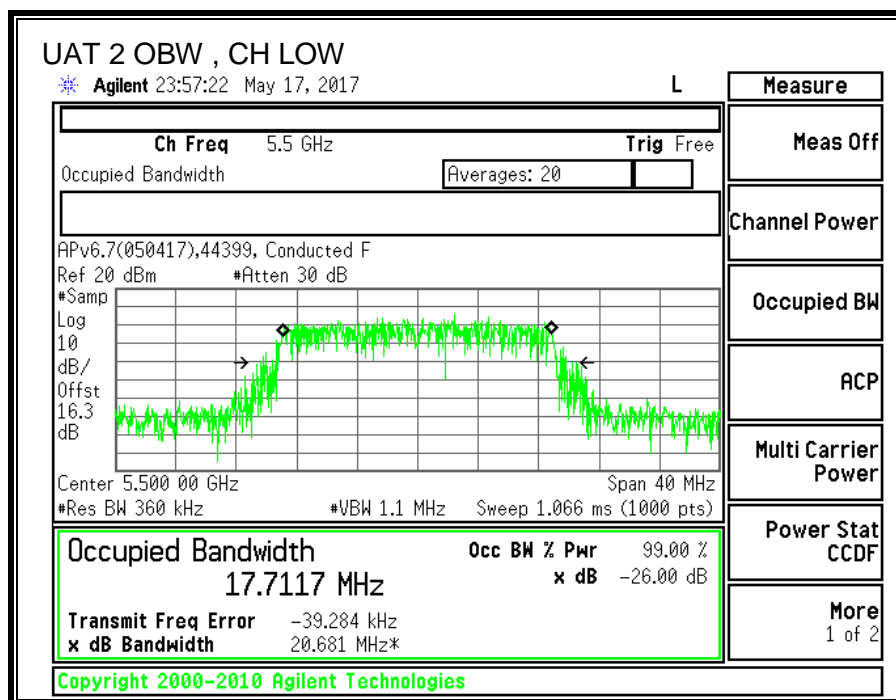 UAT 2 OBW , CH LOW
Agilent 23:57:22 May 17, 2017 L
Measure
Ch Freq 5.5 GHz Trig Free
Meas Off
Occupied Bandwidth Averages: 20
Channel Power
APv6.7(050417),44399, Conducted F
Ref 20 dBm #Atten 30 dB
#Samp
Log
10
dB/
Offst
16.3
dB
Occupied BW
ACP
Multi Carrier
Power
Center 5.500 00 GHz Span 40 MHz
#Res BW 360 kHz #VBW 1.1 MHz Sweep 1.066 ms (1000 pts)
Power Stat
CCDF
Occupied Bandwidth Occ BW % Pwr 99.00 %
17.7117 MHz x dB -26.00 dB
Transmit Freq Error -39.284 kHz
x dB Bandwidth 20.681 MHz*
More
1 of 2
Copyright 2000-2010 Agilent Technologies